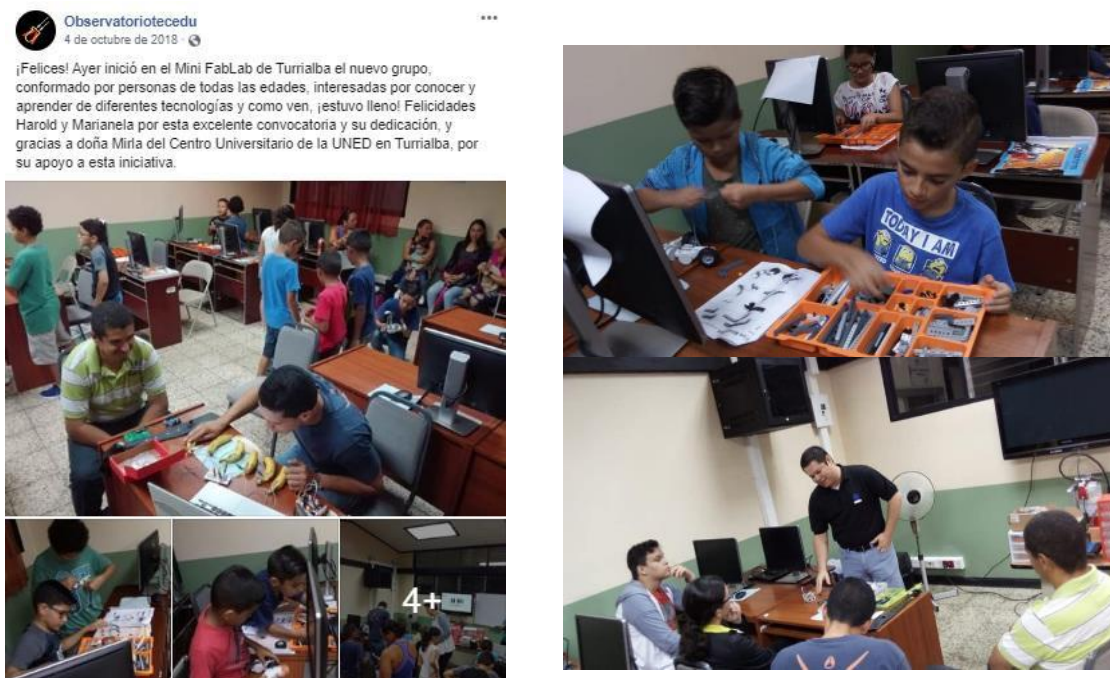 Observatoriotecedu
4 de octubre de 2018 ·
¡Felices! Ayer inició en el Mini FabLab de Turrialba el nuevo grupo,
conformado por personas de todas las edades, interesadas por conocer y
aprender de diferentes tecnologías y como ven, ¡estuvo lleno! Felicidades
Harold y Marianela por esta excelente convocatoria y su dedicación, y
gracias a doña Mirla del Centro Universitario de la UNED en Turrialba, por
su apoyo a esta iniciativa.
4+
TODAY I AM